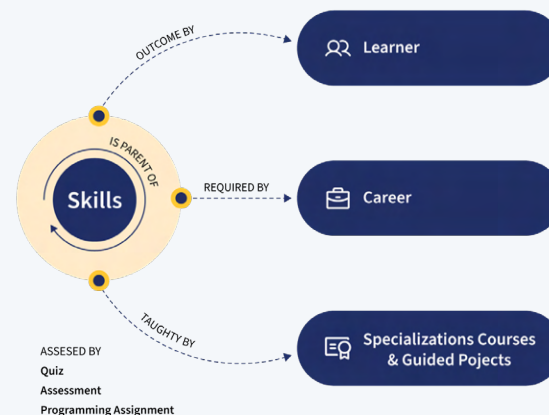 OUTCOME BY
Learner
IS PARENT OF
Skills
REQUIRED BY
Career
TAUGHTY BY
Specializations Courses
& Guided Pojects
ASSESED BY
Quiz
Assessment
Programming Assignment